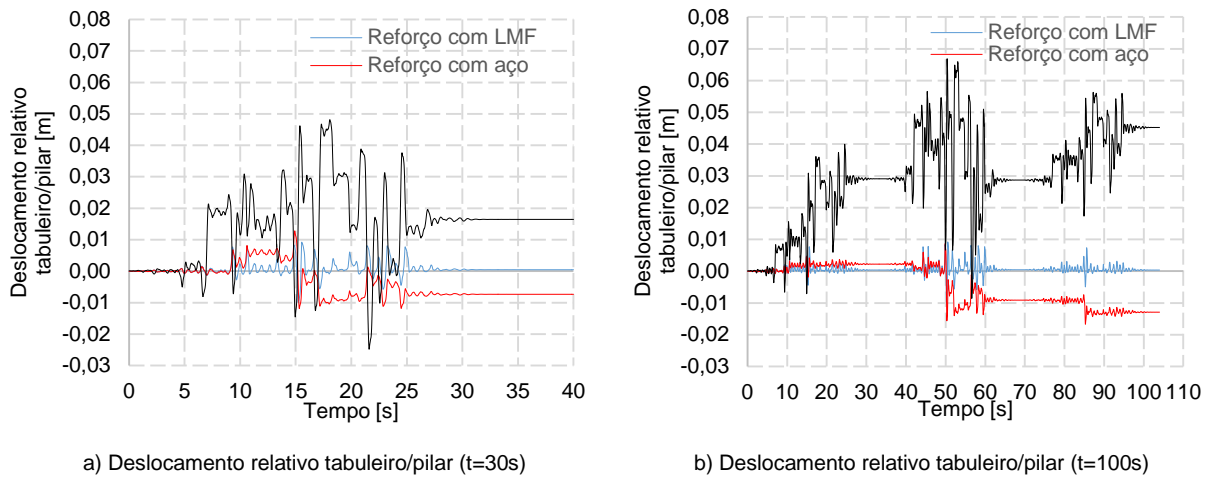 0,08
0,07
0,06
0,05
0,04
0,03
0,02
0,01
0,00
-0,01
-0,02
-0,03
Deslocamento relativo
tabuleiro/pilar [m]
Reforço com LMF
Reforço com aço
0 5 10 15 20 25 30 35 40
Tempo [s]
a) Deslocamento relativo tabuleiro/pilar (t=30s)
0,08
0,07
0,06
0,05
0,04
0,03
0,02
0,01
0,00
-0,01
-0,02
-0,03
Deslocamento relativo
tabuleiro/pilar [m]
Reforço com LMF
Reforço com aço
0 10 20 30 40 50 60 70 80 90 100 110
Tempo [s]
b) Deslocamento relativo tabuleiro/pilar (t=100s)